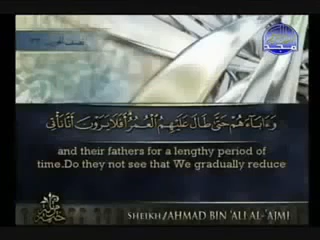 وَءَابَآءَهُمْ حَتَّىٰ طَالَ عَلَيْهِمُ ٱلْعُمُرُ أَفَلَا يَرَوْنَ أَنَّا نَأْتِى
and their fathers for a lengthy period of
time.Do they not see that We gradually reduce
SHEIKH/AHMAD BIN 'ALI AL-'AJMI